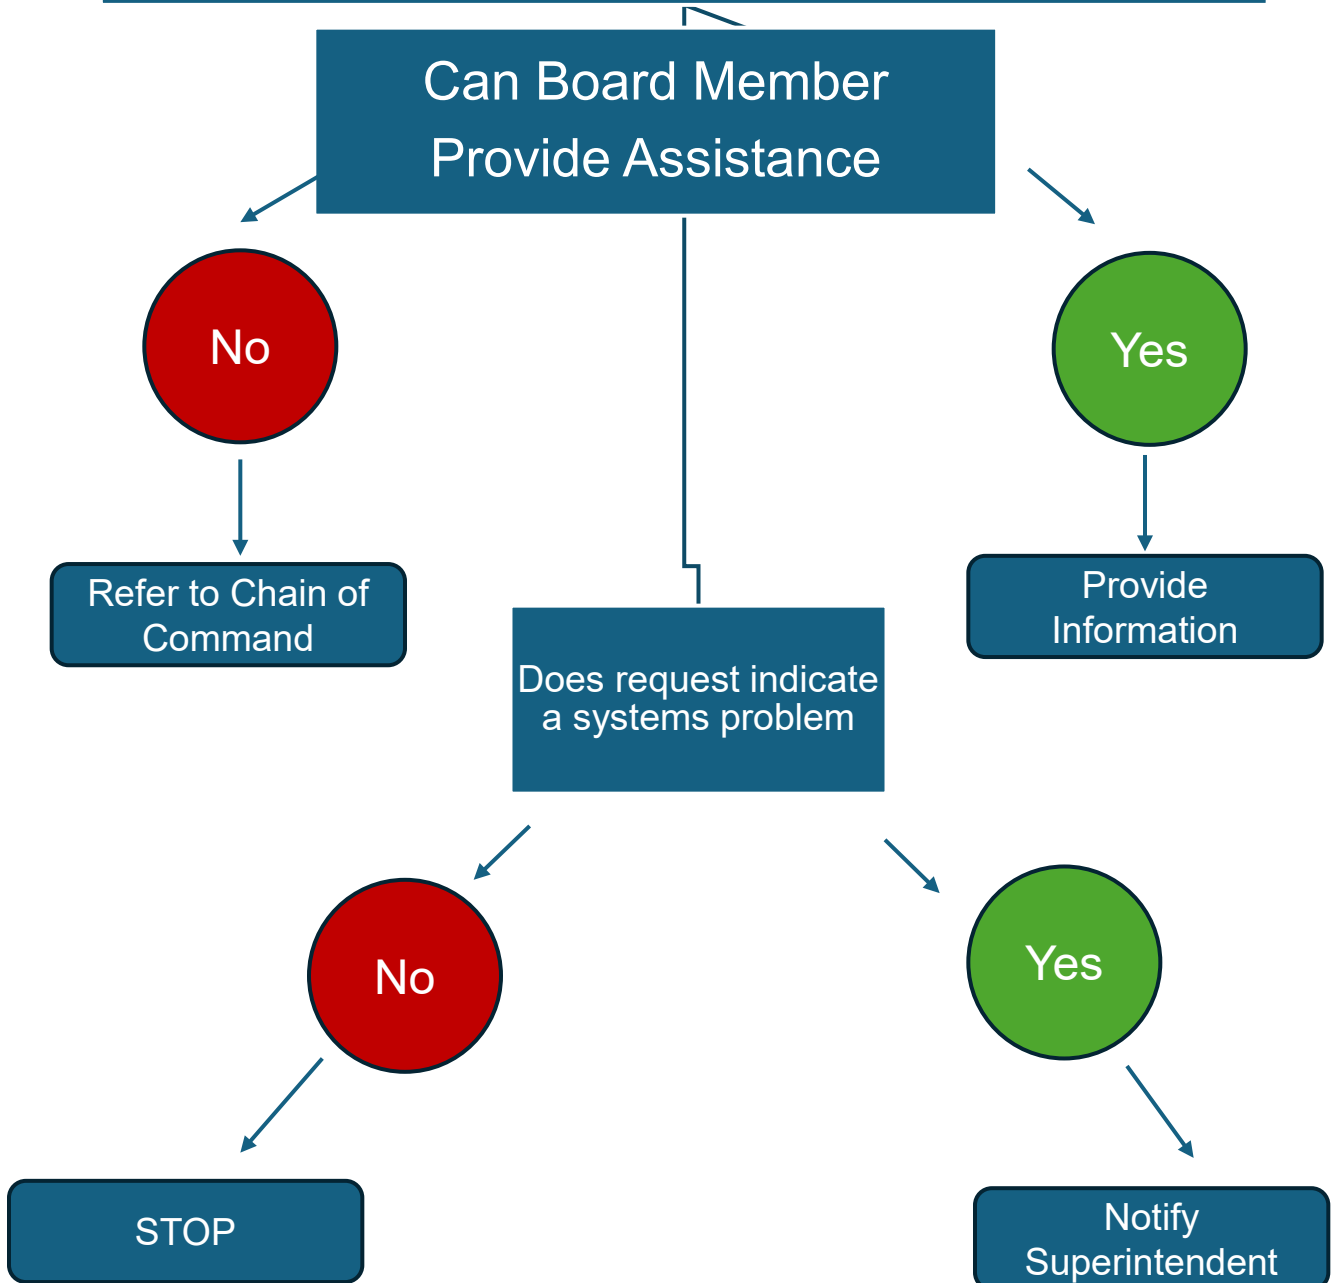 Can Board Member
Provide Assistance
No
Yes
Refer to Chain of
Command
Provide
Information
Does request indicate
a systems problem
No
Yes
STOP
Notify
Superintendent